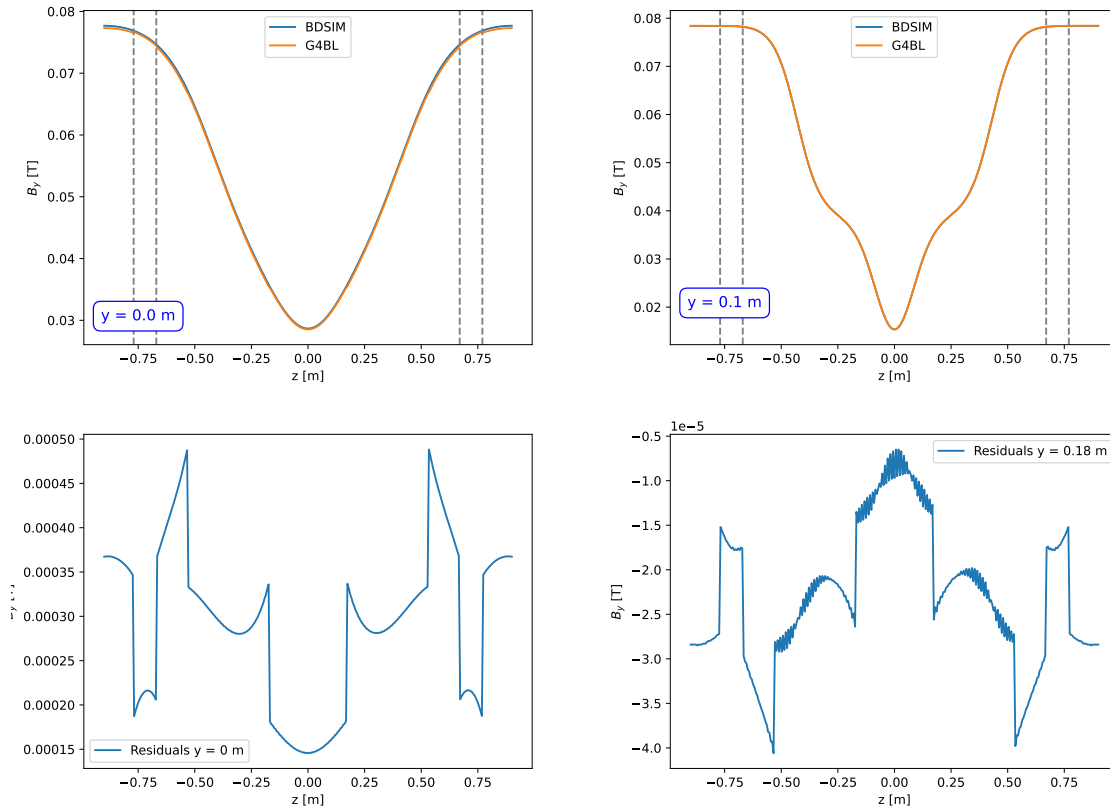 0.08
0.07
0.06
0.05
0.04
0.03
B_y [T]
BDSIM
G4BL
y = 0.0 m
−0.75 −0.50 −0.25 0.00 0.25 0.50 0.75
z [m]
0.08
0.07
0.06
0.05
0.04
0.03
0.02
B_y [T]
BDSIM
G4BL
y = 0.1 m
−0.75 −0.50 −0.25 0.00 0.25 0.50 0.75
z [m]
0.00050
0.00045
0.00040
0.00035
0.00030
0.00025
0.00020
0.00015
Residuals y = 0 m
−0.75 −0.50 −0.25 0.00 0.25 0.50 0.75
z [m]
1e−5
−0.5
−1.0
−1.5
−2.0
−2.5
−3.0
−3.5
−4.0
B_y [T]
Residuals y = 0.18 m
−0.75 −0.50 −0.25 0.00 0.25 0.50 0.75
z [m]